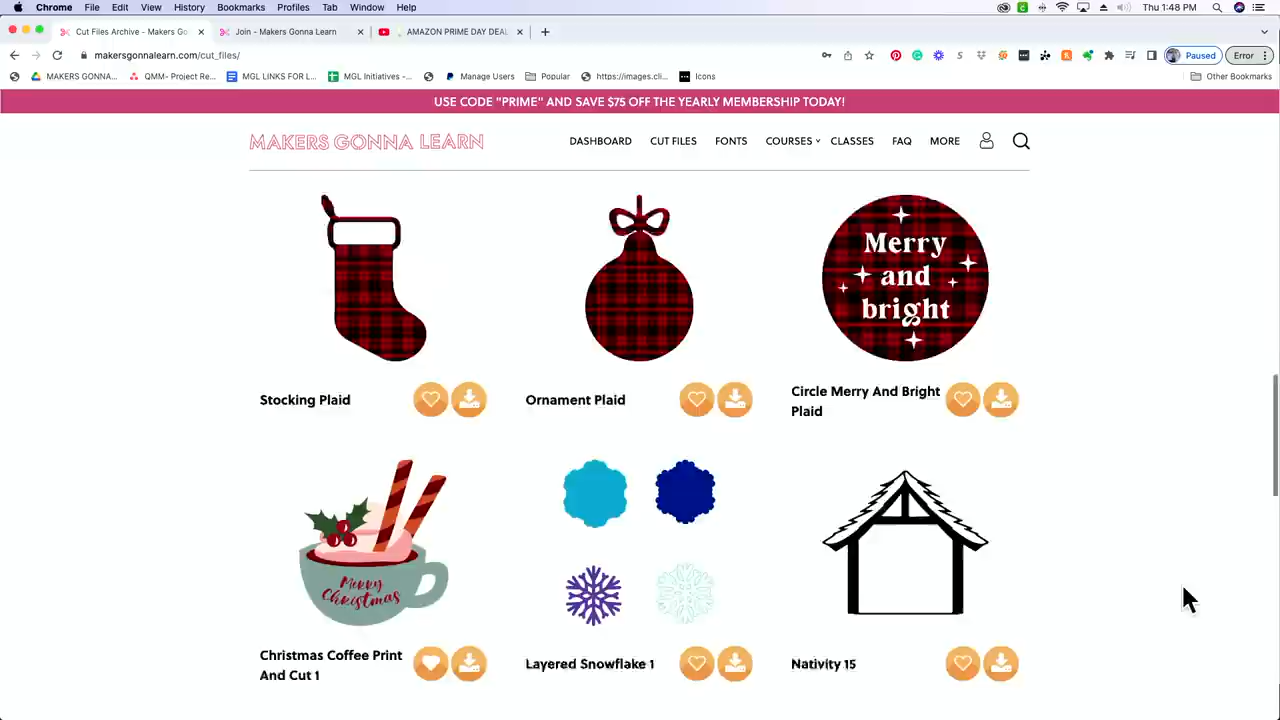 Chrome File Edit View History Bookmarks Profiles Tab Window Help Thu 1:48 PM
Cut Files Archive - Makers Go Join - Makers Gonna Learn AMAZON PRIME DAY DEAL
makersgonnalearn.com/cut_files/ Paused Error
MAKERS GONNA... QMM- Project Re... MGL LINKS FOR L... MGL Initiatives -... Manage Users Popular https://images.cli... Icons Other Bookmarks
USE CODE "PRIME" AND SAVE $75 OFF THE YEARLY MEMBERSHIP TODAY!
MAKERS GONNA LEARN DASHBOARD CUT FILES FONTS COURSES CLASSES FAQ MORE
Merry
and
bright
Stocking Plaid
Ornament Plaid
Circle Merry And Bright
Plaid
Merry
Christmas
Christmas Coffee Print
And Cut 1
Layered Snowflake 1
Nativity 15